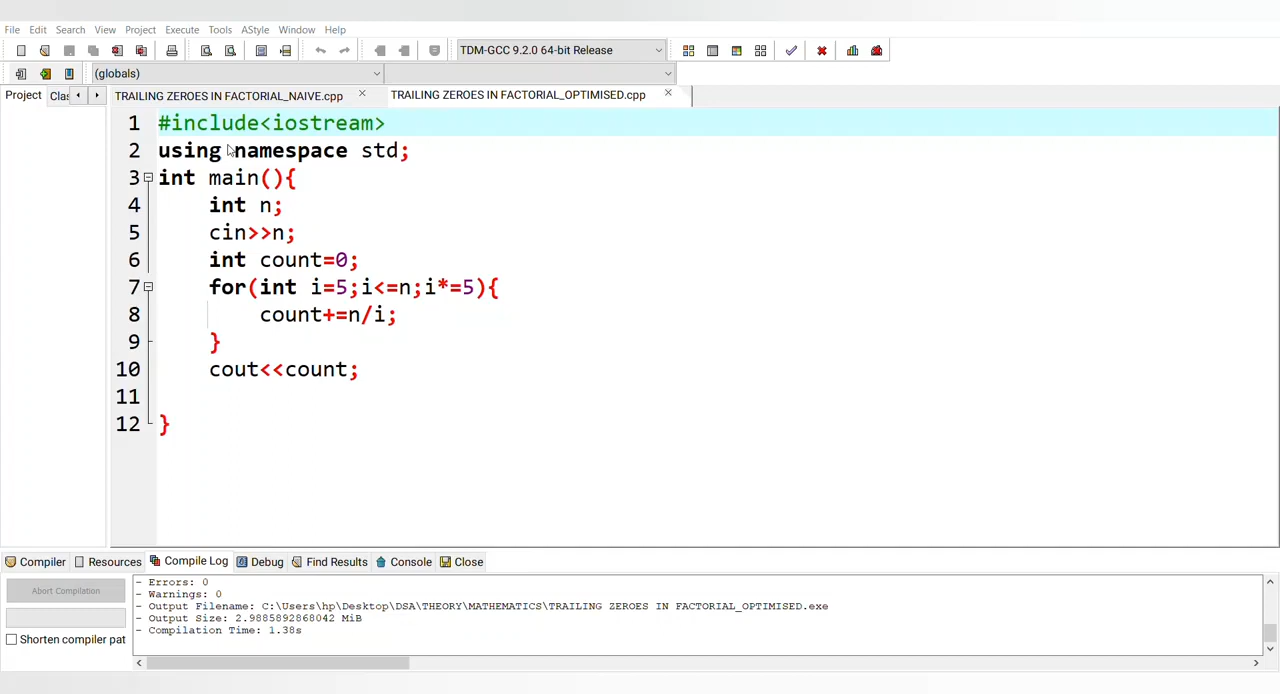 File Edit Search View Project Execute Tools AStyle Window Help
TDM-GCC 9.2.0 64-bit Release
(globals)
Project Clas TRAILING ZEROES IN FACTORIAL_NAIVE.cpp TRAILING ZEROES IN FACTORIAL_OPTIMISED.cpp
1 #include<iostream>
2 using namespace std;
3 int main(){
4 int n;
5 cin>>n;
6 int count=0;
7 for(int i=5;i<=n;i*=5){
8 count+=n/i;
9 }
10 cout<<count;
11
12 }
Compiler Resources Compile Log Debug Find Results Console Close
Abort Compilation
Shorten compiler pat
- Errors: 0
- Warnings: 0
- Output Filename: C:\Users\hp\Desktop\DSA\THEORY\MATHEMATICS\TRAILING ZEROES IN FACTORIAL_OPTIMISED.exe
- Output Size: 2.9885892868042 MiB
- Compilation Time: 1.38s